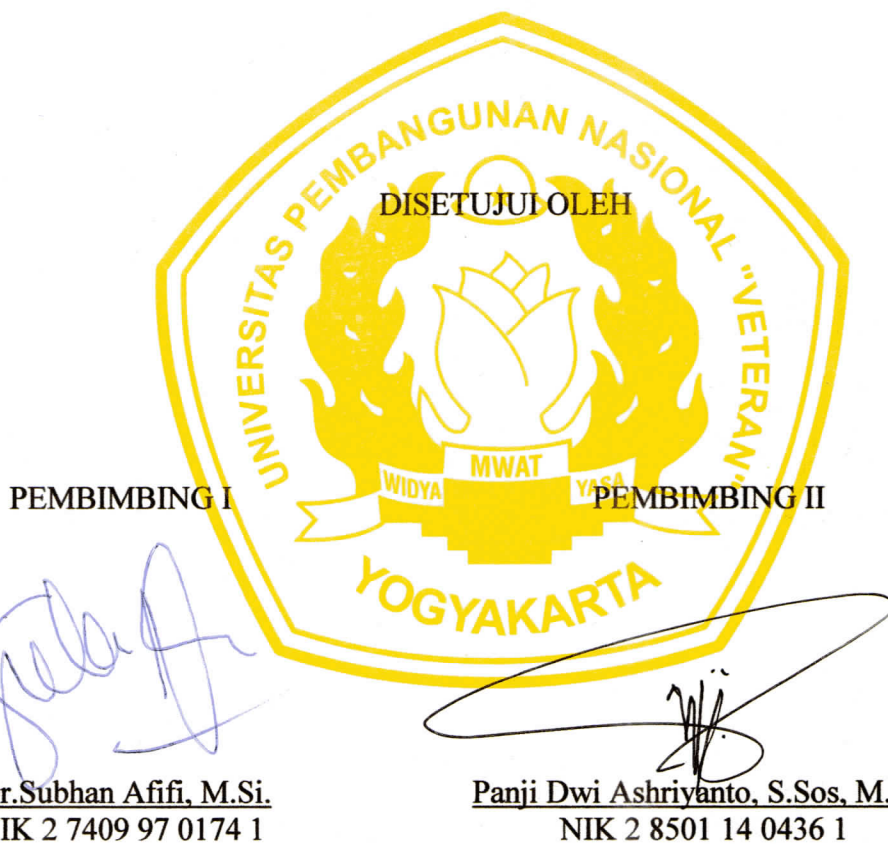 UNIVERSITAS PEMBANGUNAN NASIONAL "VETERAN"
DISETUJUI OLEH
WIDYA MWAT YASA
PEMBIMBING I
PEMBIMBING II
YOGYAKARTA
r.Subhan Afifi, M.Si.
IK 2 7409 97 0174 1
Panji Dwi Ashriyanto, S.Sos, M.
NIK 2 8501 14 0436 1